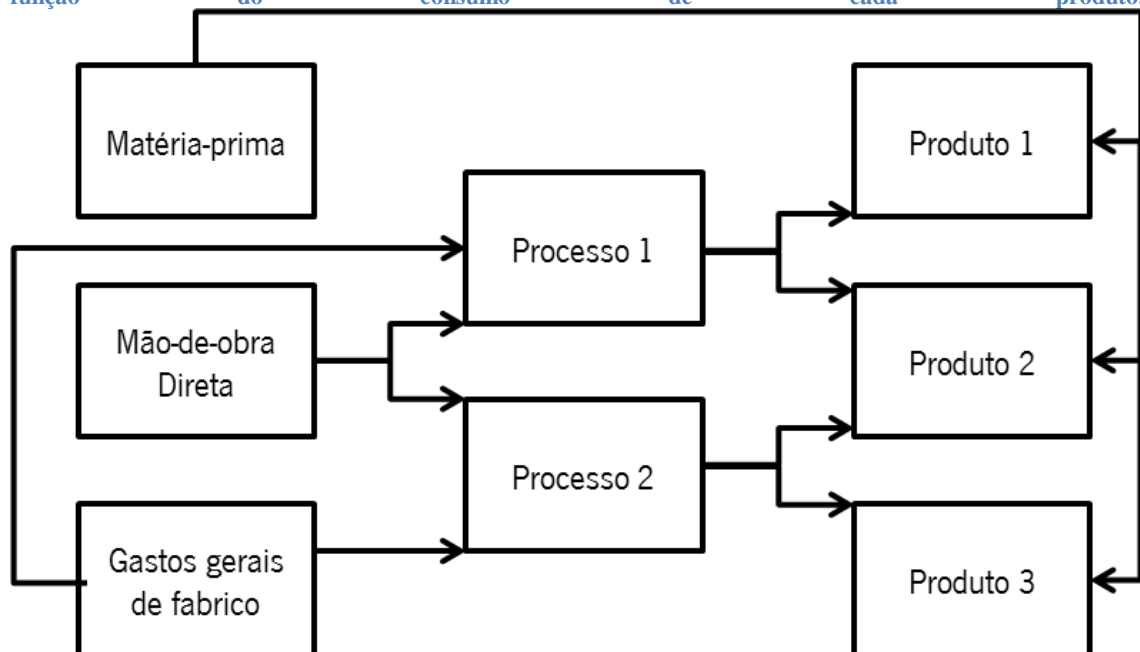 função do consumo de cada produto
Matéria-prima
Mão-de-obra
Direta
Gastos gerais
de fabrico
Processo 1
Processo 2
Produto 1
Produto 2
Produto 3